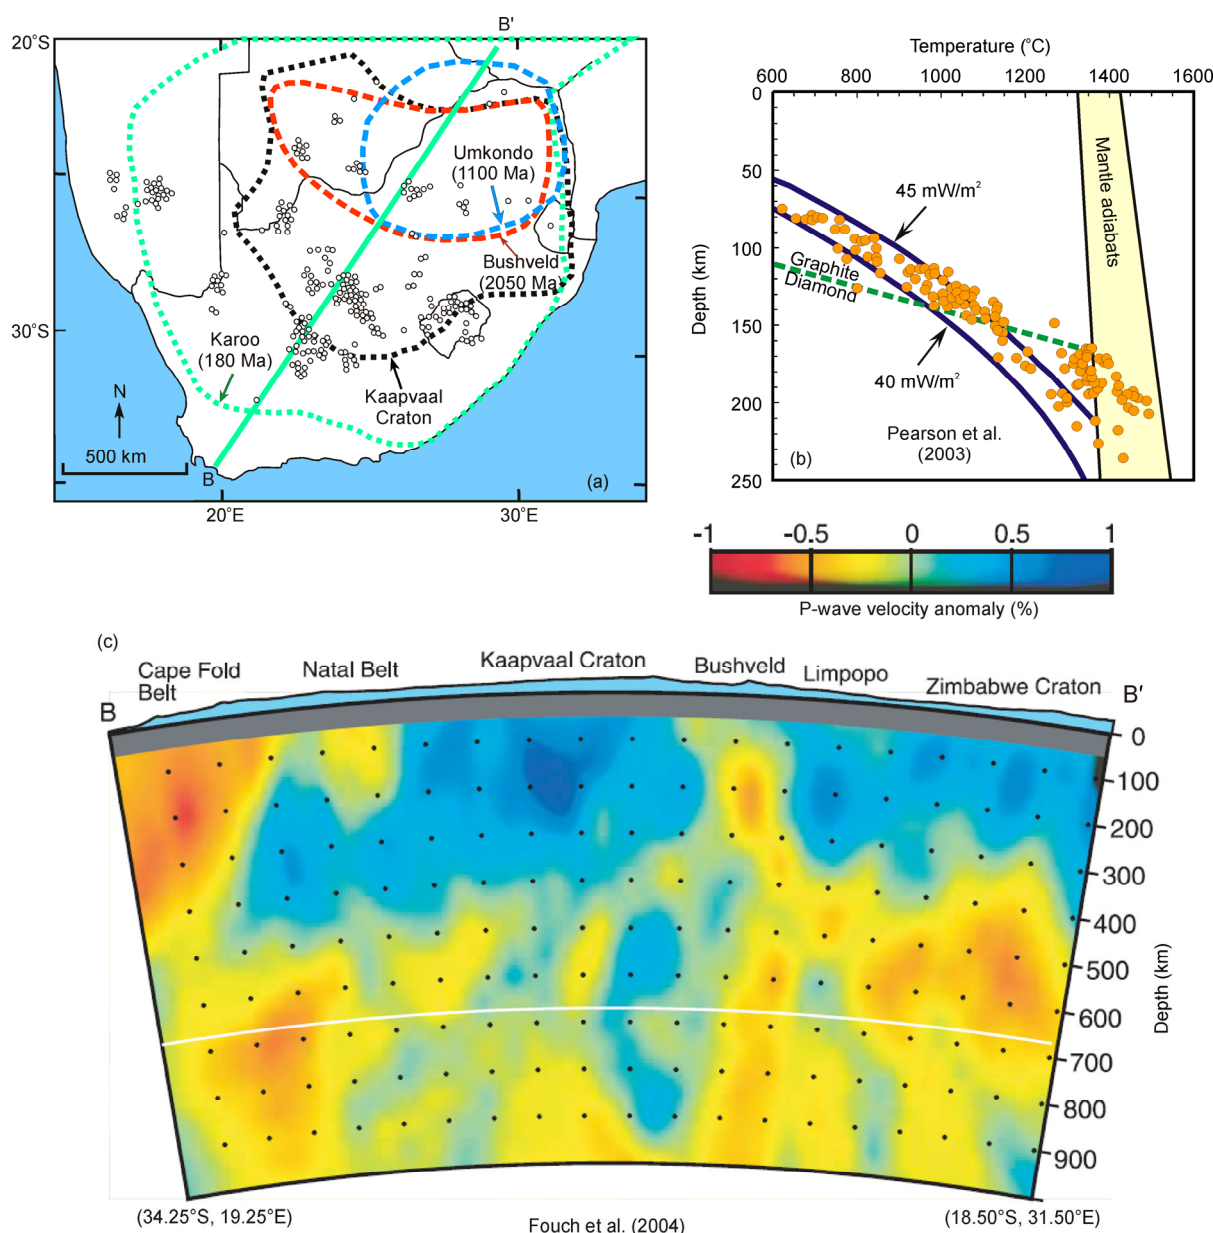 B'
20°S
30°S
Umkondo
(1100 Ma)
Bushveld
(2050 Ma)
Karoo
(180 Ma)
Kaapvaal
Craton
N
500 km
B
(a)
20°E
30°E
Temperature (°C)
600
800
1000
1200
1400
1600
0
50
100
150
200
250
Depth (km)
45 mW/m²
Graphite
Diamond
40 mW/m²
Mantle adiabats
Pearson et al.
(2003)
(b)
-1
-0.5
0
0.5
1
P-wave velocity anomaly (%)
(c)
Cape Fold
Belt
Natal Belt
Kaapvaal Craton
Bushveld
Limpopo
Zimbabwe Craton
B
B'
0
100
200
300
400
500
600
700
800
900
Depth (km)
(34.25°S, 19.25°E)
Fouch et al. (2004)
(18.50°S, 31.50°E)